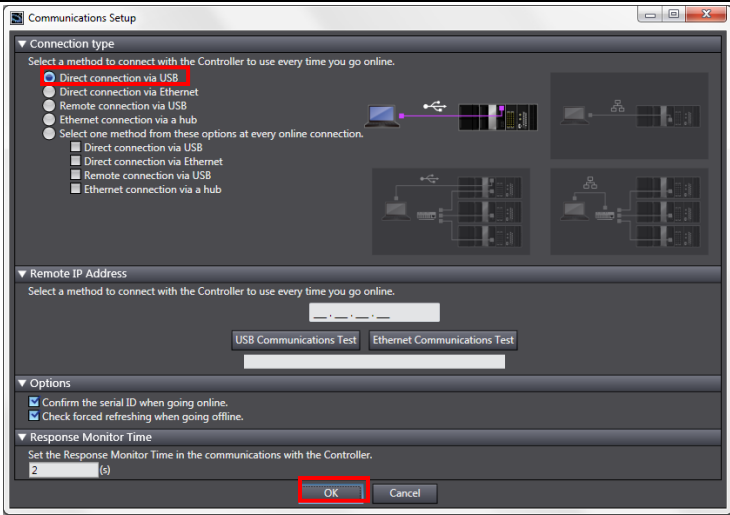 Communications Setup
▼ Connection type
Select a method to connect with the Controller to use every time you go online.
Direct connection via USB
Direct connection via Ethernet
Remote connection via USB
Ethernet connection via a hub
Select one method from these options at every online connection.
Direct connection via USB
Direct connection via Ethernet
Remote connection via USB
Ethernet connection via a hub
▼ Remote IP Address
Select a method to connect with the Controller to use every time you go online.
__.__.__.__
USB Communications Test Ethernet Communications Test
▼ Options
Confirm the serial ID when going online.
Check forced refreshing when going offline.
▼ Response Monitor Time
Set the Response Monitor Time in the communications with the Controller.
2 (s)
OK Cancel